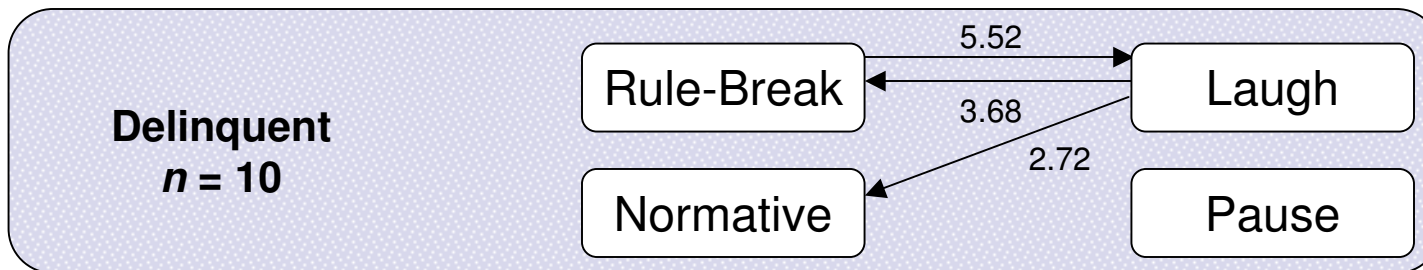 Delinquent
n = 10
Rule-Break
5.52
Laugh
3.68
2.72
Normative
Pause